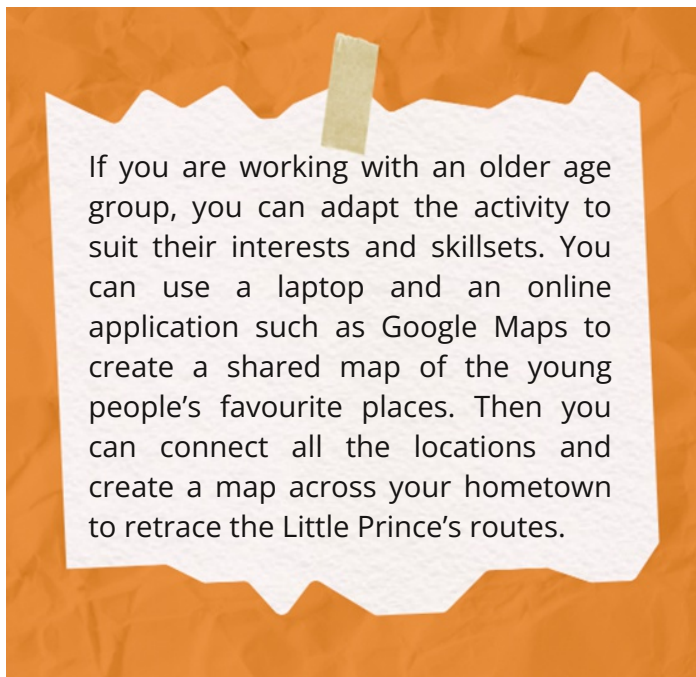 If you are working with an older age
group, you can adapt the activity to
suit their interests and skillsets. You
can use a laptop and an online
application such as Google Maps to
create a shared map of the young
people’s favourite places. Then you
can connect all the locations and
create a map across your hometown
to retrace the Little Prince’s routes.